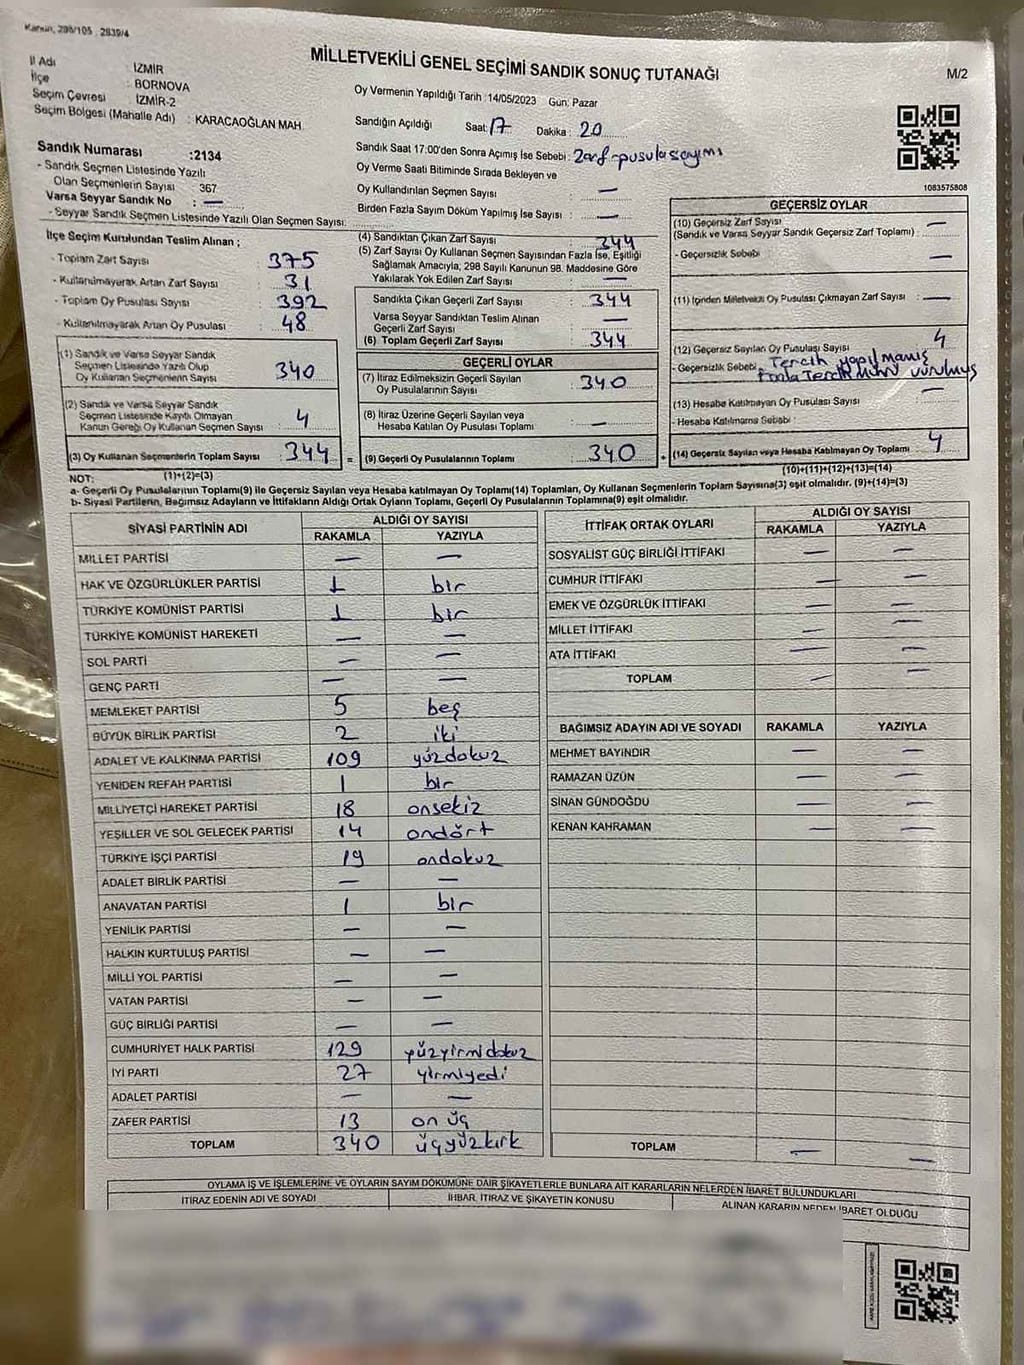 Kanun, 298/105 , 2839/4
MİLLETVEKİLİ GENEL SEÇİMİ SANDIK SONUÇ TUTANAĞI
M/2
İl Adı : İZMİR
İlçe : BORNOVA
Seçim Çevresi : İZMİR-2
Seçim Bölgesi (Mahalle Adı) : KARACAOĞLAN MAH.
Sandık Numarası :2134
- Sandık Seçmen Listesinde Yazılı
Olan Seçmenlerin Sayısı 367
Varsa Seyyar Sandık No : —
- Seyyar Sandık Seçmen Listesinde Yazılı Olan Seçmen Sayısı:
Oy Vermenin Yapıldığı Tarih :14/05/2023 Gün: Pazar
Sandığın Açıldığı Saat: 17 Dakika : 20
Sandık Saat 17:00'den Sonra Açımış İse Sebebi : Zarf-pusula sayımı
Oy Verme Saati Bitiminde Sırada Bekleyen ve
Oy Kullandırılan Seçmen Sayısı : —
Birden Fazla Sayım Döküm Yapılmış İse Sayısı : —
1083575808
İlçe Seçim Kurulundan Teslim Alınan ;
- Toplam Zarf Sayısı : 375
- Kullanılmayarak Artan Zarf Sayısı : 31
- Toplam Oy Pusulası Sayısı : 392
- Kullanılmayarak Artan Oy Pusulası : 48
(1) Sandık ve Varsa Seyyar Sandık
Seçmen Listesinde Yazılı Olup
Oy Kullanan Seçmenlerin Sayısı : 340
(2) Sandık ve Varsa Seyyar Sandık
Seçmen Listesinde Kayıtlı Olmayan
Kanun Gereği Oy Kullanan Seçmen Sayısı : 4
(3) Oy Kullanan Seçmenlerin Toplam Sayısı : 344 =
(1)+(2)=(3)
(4) Sandıktan Çıkan Zarf Sayısı : 344
(5) Zarf Sayısı Oy Kullanan Seçmen Sayısından Fazla İse, Eşitliği
Sağlamak Amacıyla, 298 Sayılı Kanunun 98. Maddesine Göre
Yakılarak Yok Edilen Zarf Sayısı : —
Sandıkta Çıkan Geçerli Zarf Sayısı : 344
Varsa Seyyar Sandıktan Teslim Alınan
Geçerli Zarf Sayısı : —
(6) Toplam Geçerli Zarf Sayısı : 344
GEÇERLİ OYLAR
(7) İtiraz Edilmeksizin Geçerli Sayılan
Oy Pusulalarının Sayısı : 340
(8) İtiraz Üzerine Geçerli Sayılan veya
Hesaba Katılan Oy Pusulası Toplamı : —
(9) Geçerli Oy Pusulalarının Toplamı : 340 +
GEÇERSİZ OYLAR
(10) Geçersiz Zarf Sayısı : —
(Sandık ve Varsa Seyyar Sandık Geçersiz Zarf Toplamı)
- Geçersizlik Sebebi : —
(11) İçinden Milletvekili Oy Pusulası Çıkmayan Zarf Sayısı : —
(12) Geçersiz Sayılan Oy Pusulası Sayısı : 4
- Geçersizlik Sebebi : Tercih yapılmamış
Fazla Tercih mührü vurulmuş
(13) Hesaba Katılmayan Oy Pusulası Sayısı : —
- Hesaba Katılmama Sebebi :
(14) Geçersiz Sayılan veya Hesaba Katılmayan Oy Toplamı : 4
(10)+(11)+(12)+(13)=(14)
NOT:
a- Geçerli Oy Pusulalarının Toplamı(9) ile Geçersiz Sayılan veya Hesaba katılmayan Oy Toplamı(14) Toplamları, Oy Kullanan Seçmenlerin Toplam Sayısına(3) eşit olmalıdır. (9)+(14)=(3)
b- Siyasi Partilerin, Bağımsız Adayların ve İttifakların Aldığı Ortak Oyların Toplamı, Geçerli Oy Pusulalarının Toplamına(9) eşit olmalıdır.
SİYASİ PARTİNİN ADI ALDIĞI OY SAYISI
RAKAMLA YAZIYLA
MİLLET PARTİSİ — —
HAK VE ÖZGÜRLÜKLER PARTİSİ 1 bir
TÜRKİYE KOMÜNİST PARTİSİ 1 bir
TÜRKİYE KOMÜNİST HAREKETİ — —
SOL PARTİ — —
GENÇ PARTİ — —
MEMLEKET PARTİSİ 5 beş
BÜYÜK BİRLİK PARTİSİ 2 iki
ADALET VE KALKINMA PARTİSİ 109 yüzdokuz
YENİDEN REFAH PARTİSİ 1 bir
MİLLİYETÇİ HAREKET PARTİSİ 18 onsekiz
YEŞİLLER VE SOL GELECEK PARTİSİ 14 ondört
TÜRKİYE İŞÇİ PARTİSİ 19 ondokuz
ADALET BİRLİK PARTİSİ — —
ANAVATAN PARTİSİ 1 bir
YENİLİK PARTİSİ — —
HALKIN KURTULUŞ PARTİSİ — —
MİLLİ YOL PARTİSİ — —
VATAN PARTİSİ — —
GÜÇ BİRLİĞİ PARTİSİ — —
CUMHURİYET HALK PARTİSİ 129 yüzyirmidokuz
İYİ PARTİ 27 yirmiyedi
ADALET PARTİSİ — —
ZAFER PARTİSİ 13 on üç
TOPLAM 340 üçyüzkırk
İTTİFAK ORTAK OYLARI ALDIĞI OY SAYISI
RAKAMLA YAZIYLA
SOSYALİST GÜÇ BİRLİĞİ İTTİFAKI — —
CUMHUR İTTİFAKI — —
EMEK VE ÖZGÜRLÜK İTTİFAKI — —
MİLLET İTTİFAKI — —
ATA İTTİFAKI — —
TOPLAM — —
BAĞIMSIZ ADAYIN ADI VE SOYADI RAKAMLA YAZIYLA
MEHMET BAYINDIR — —
RAMAZAN ÜZÜN — —
SİNAN GÜNDOĞDU — —
KENAN KAHRAMAN — —
TOPLAM — —
OYLAMA İŞ VE İŞLEMLERİNE VE OYLARIN SAYIM DÖKÜMÜNE DAİR ŞİKAYETLERLE BUNLARA AİT KARARLARIN NELERDEN İBARET BULUNDUKLARI
İTİRAZ EDENİN ADI VE SOYADI İHBAR, İTİRAZ VE ŞİKAYETİN KONUSU ALINAN KARARIN NEDEN İBARET OLDUĞU